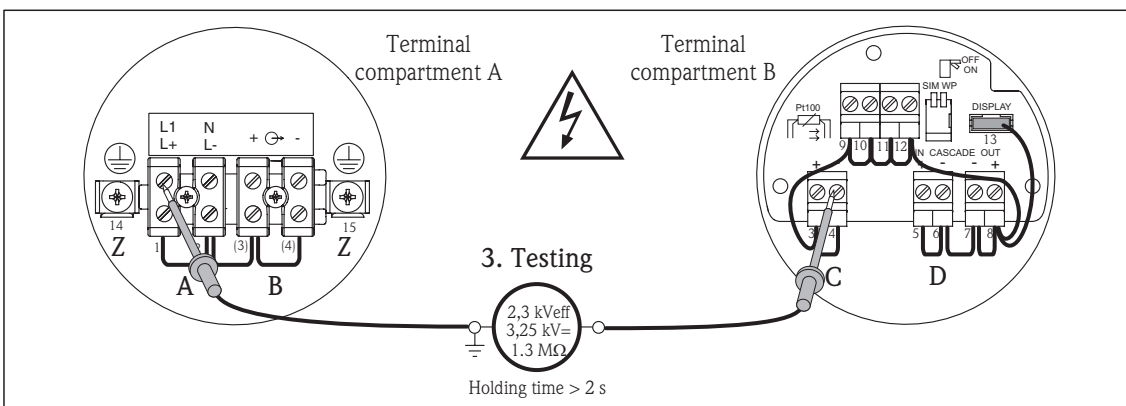 Terminal
compartment A
L1
L+
N
L-
+ -
14
Z
1
(3)
(4)
15
Z
A
B
3. Testing
2,3 kVeff
3,25 kV=
1.3 MΩ
Holding time > 2 s
Terminal
compartment B
OFF
ON
SIM WP
Pt100
DISPLAY
13
9 10 11 12
IN CASCADE OUT
+
+ - - +
3 4
5 6 7 8
C
D